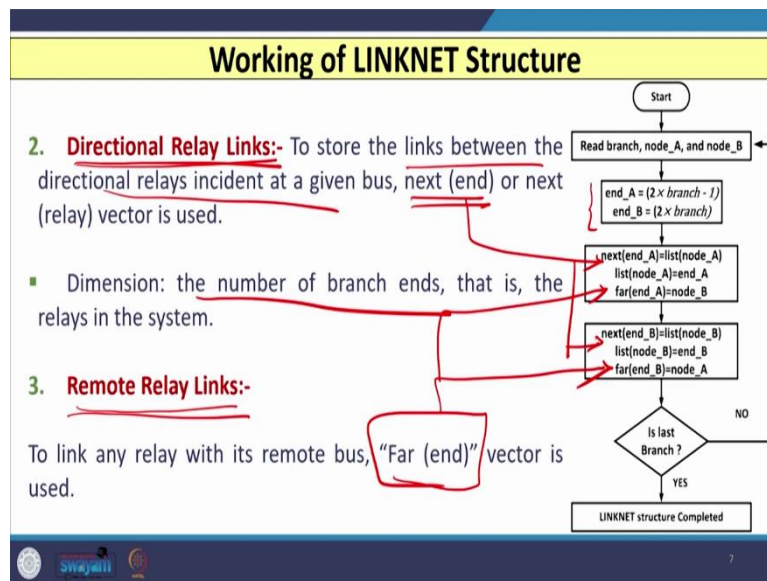 Working of LINKNET Structure
2. Directional Relay Links:- To store the links between the
directional relays incident at a given bus, next (end) or next
(relay) vector is used.
▪ Dimension: the number of branch ends, that is, the
relays in the system.
3. Remote Relay Links:-
To link any relay with its remote bus, "Far (end)" vector is
used.
Start
Read branch, node_A, and node_B
end_A = (2 × branch - 1)
end_B = (2 × branch)
next(end_A)=list(node_A)
list(node_A)=end_A
far(end_A)=node_B
next(end_B)=list(node_B)
list(node_B)=end_B
far(end_B)=node_A
Is last
Branch ?
NO
YES
LINKNET structure Completed
swayam
7